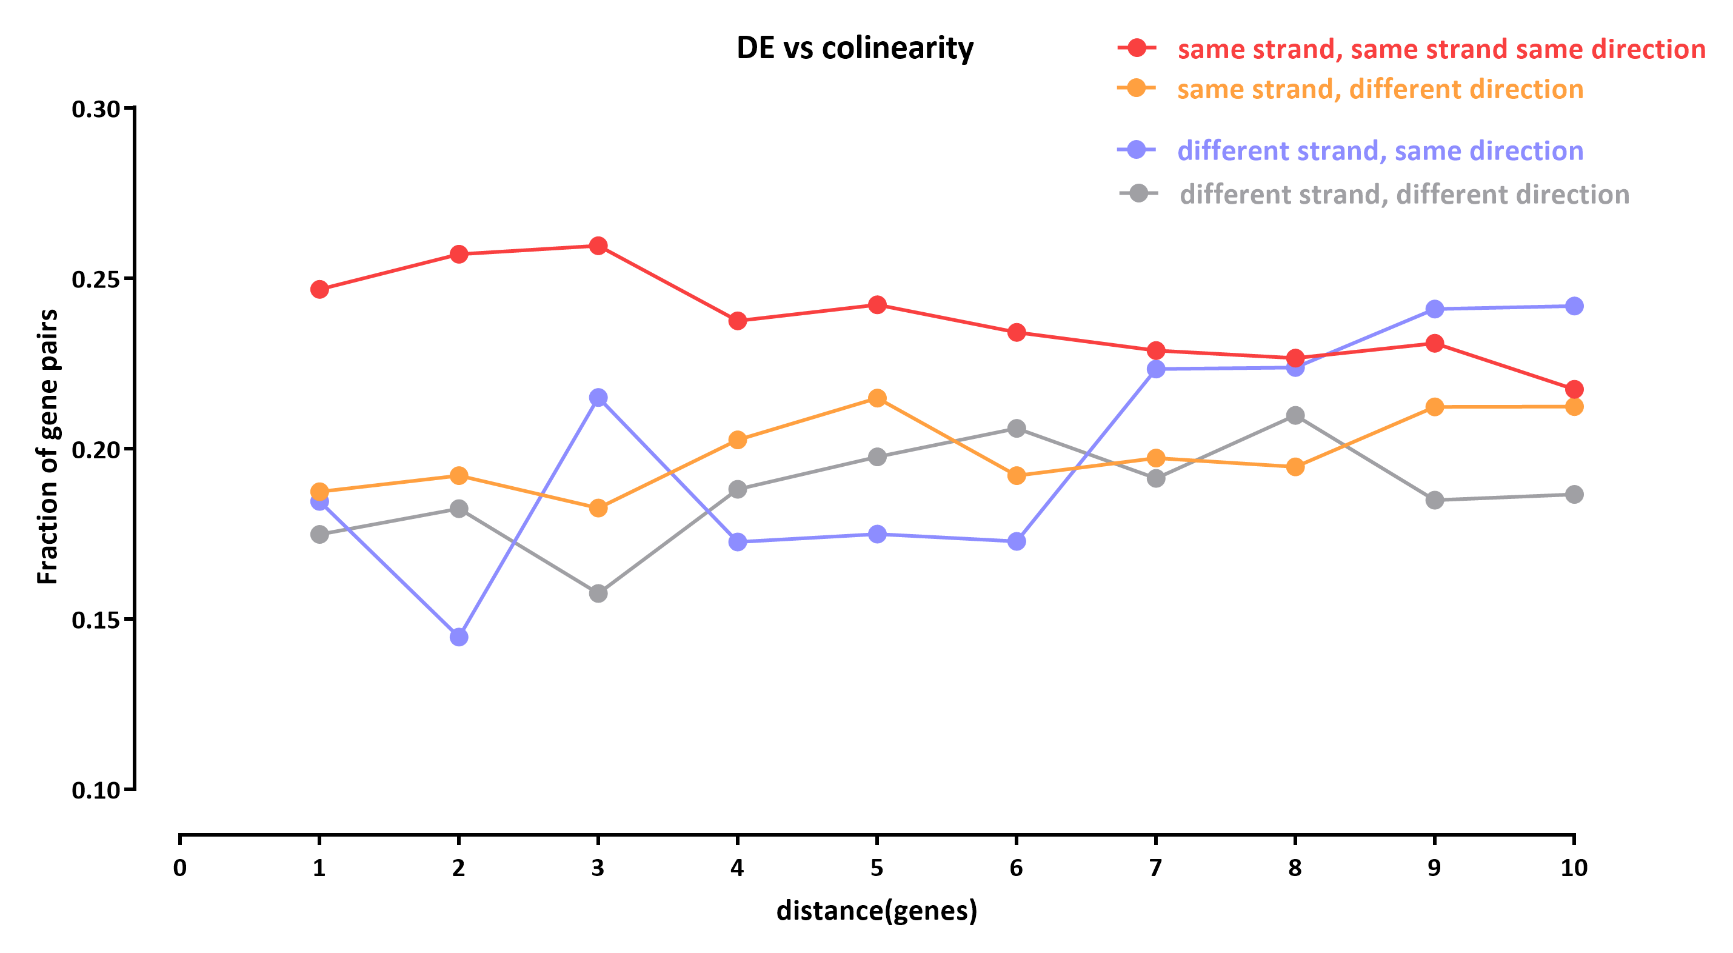 DE vs colinearity
same strand, same strand same direction
same strand, different direction
different strand, same direction
different strand, different direction
Fraction of gene pairs
0.30
0.25
0.20
0.15
0.10
0 1 2 3 4 5 6 7 8 9 10
distance(genes)